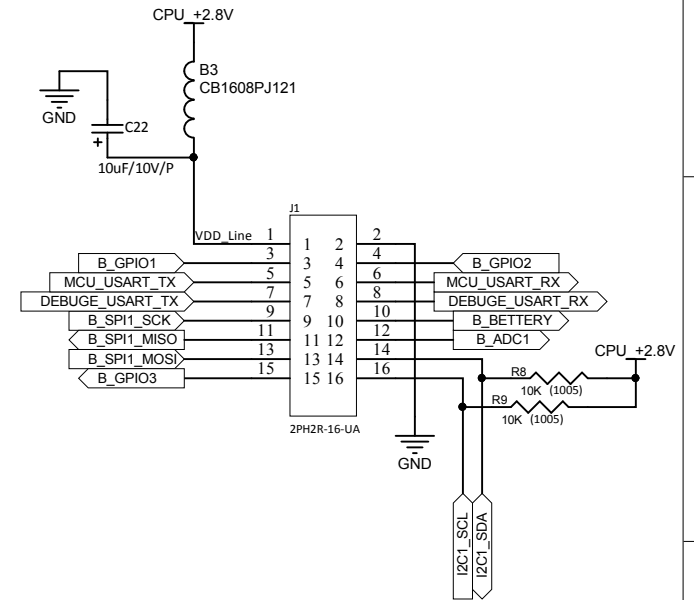 CPU_+2.8V
B3
CB1608PJ121
GND
C22
+
10uF/10V/P
J1
VDD_Line 1 1 2 2
B_GPIO1 3 3 4 4 B_GPIO2
MCU_USART_TX 5 5 6 6 MCU_USART_RX
DEBUGE_USART_TX 7 7 8 8 DEBUGE_USART_RX
B_SPI1_SCK 9 9 10 10 B_BETTERY
B_SPI1_MISO 11 11 12 12 B_ADC1
B_SPI1_MOSI 13 13 14 14
B_GPIO3 15 15 16 16
CPU_+2.8V
R8
10K (1005)
R9
10K (1005)
2PH2R-16-UA
GND
I2C1_SCL
I2C1_SDA